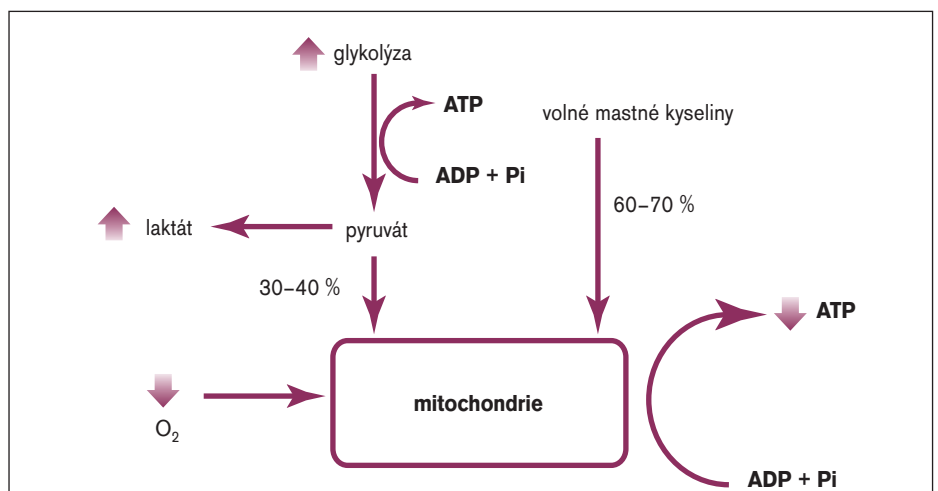 glykolýza
ATP
volné mastné kyseliny
ADP + Pi
60–70 %
laktát
pyruvát
30–40 %
ATP
mitochondrie
O₂
ADP + Pi